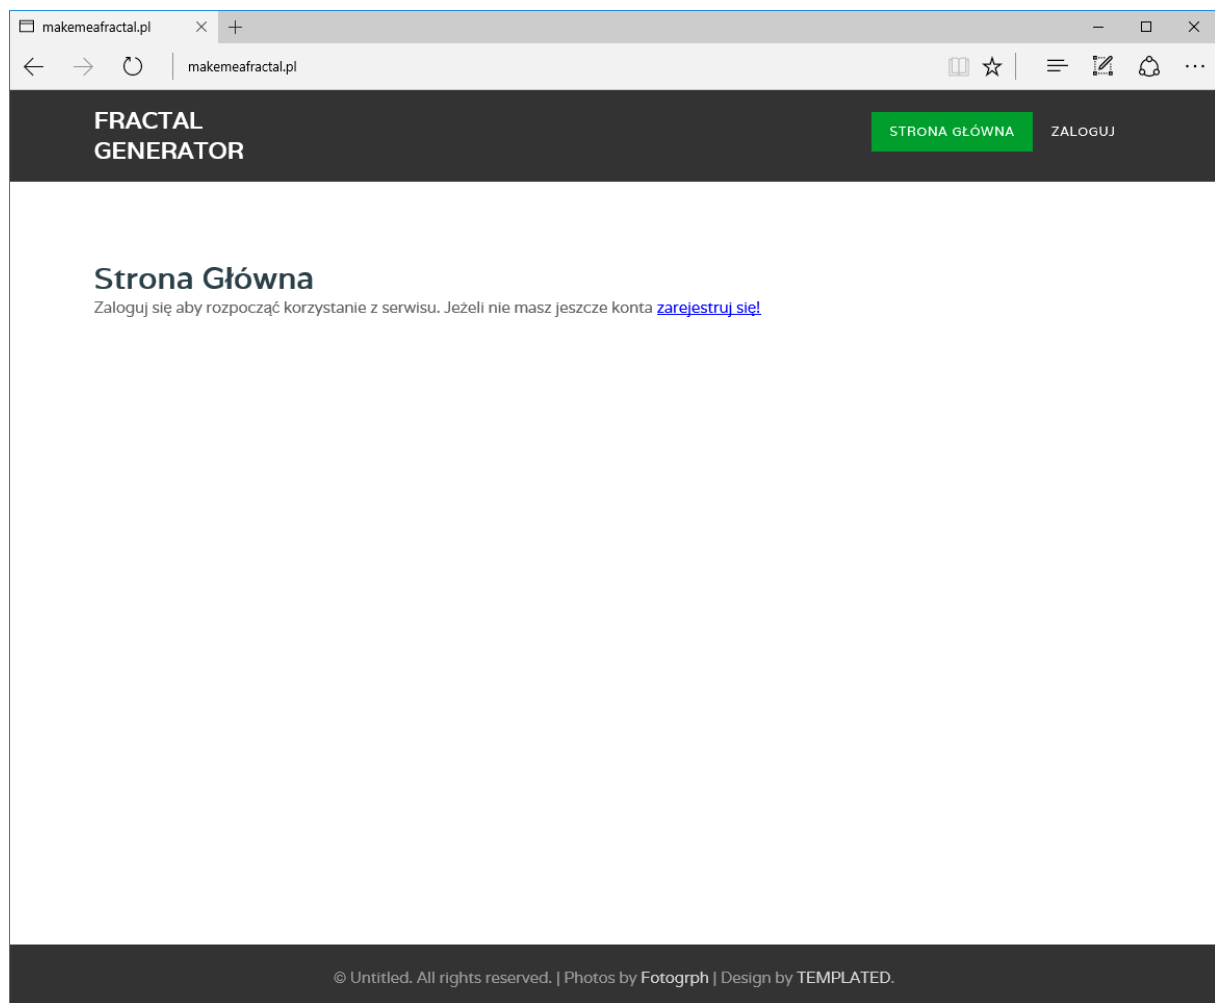 makemeafractal.pl
makemeafractal.pl
FRACTAL
GENERATOR
STRONA GŁÓWNA ZALOGUJ
Strona Główna
Zaloguj się aby rozpocząć korzystanie z serwisu. Jeżeli nie masz jeszcze konta zarejestruj się!
© Untitled. All rights reserved. | Photos by Fotogrph | Design by TEMPLATED.